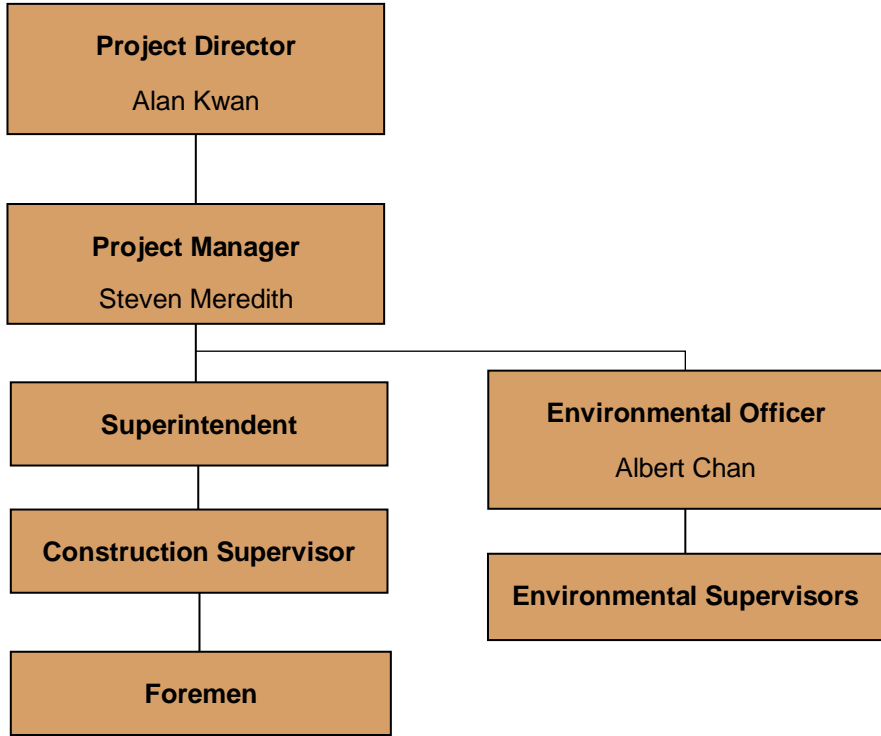 Project Director
Alan Kwan
Project Manager
Steven Meredith
Superintendent
Environmental Officer
Albert Chan
Construction Supervisor
Environmental Supervisors
Foremen